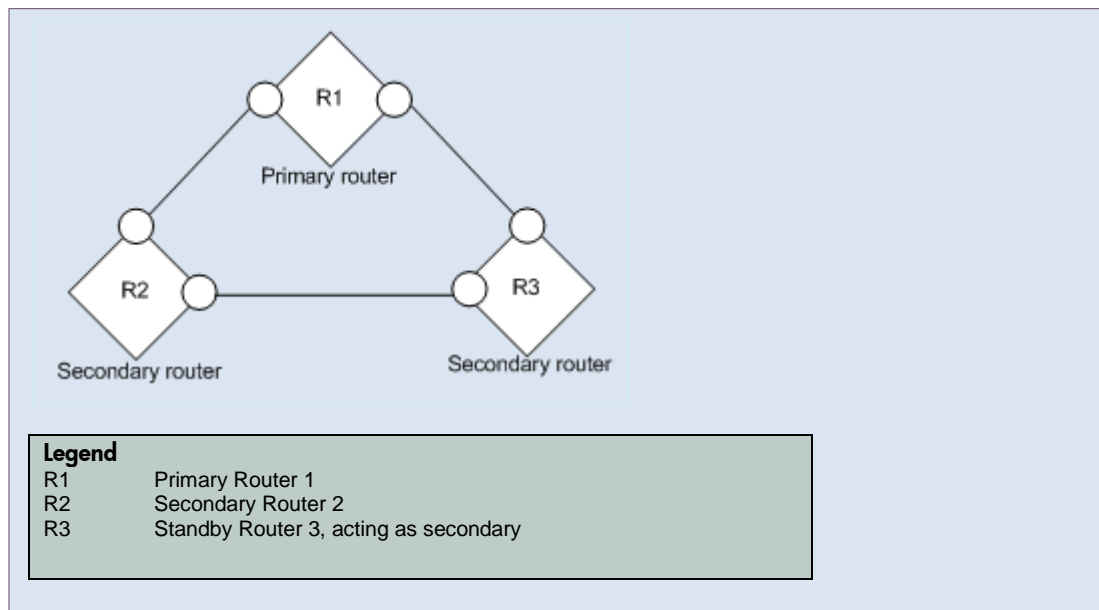 R1
Primary router
R2
R3
Secondary router
Secondary router
Legend
R1 Primary Router 1
R2 Secondary Router 2
R3 Standby Router 3, acting as secondary